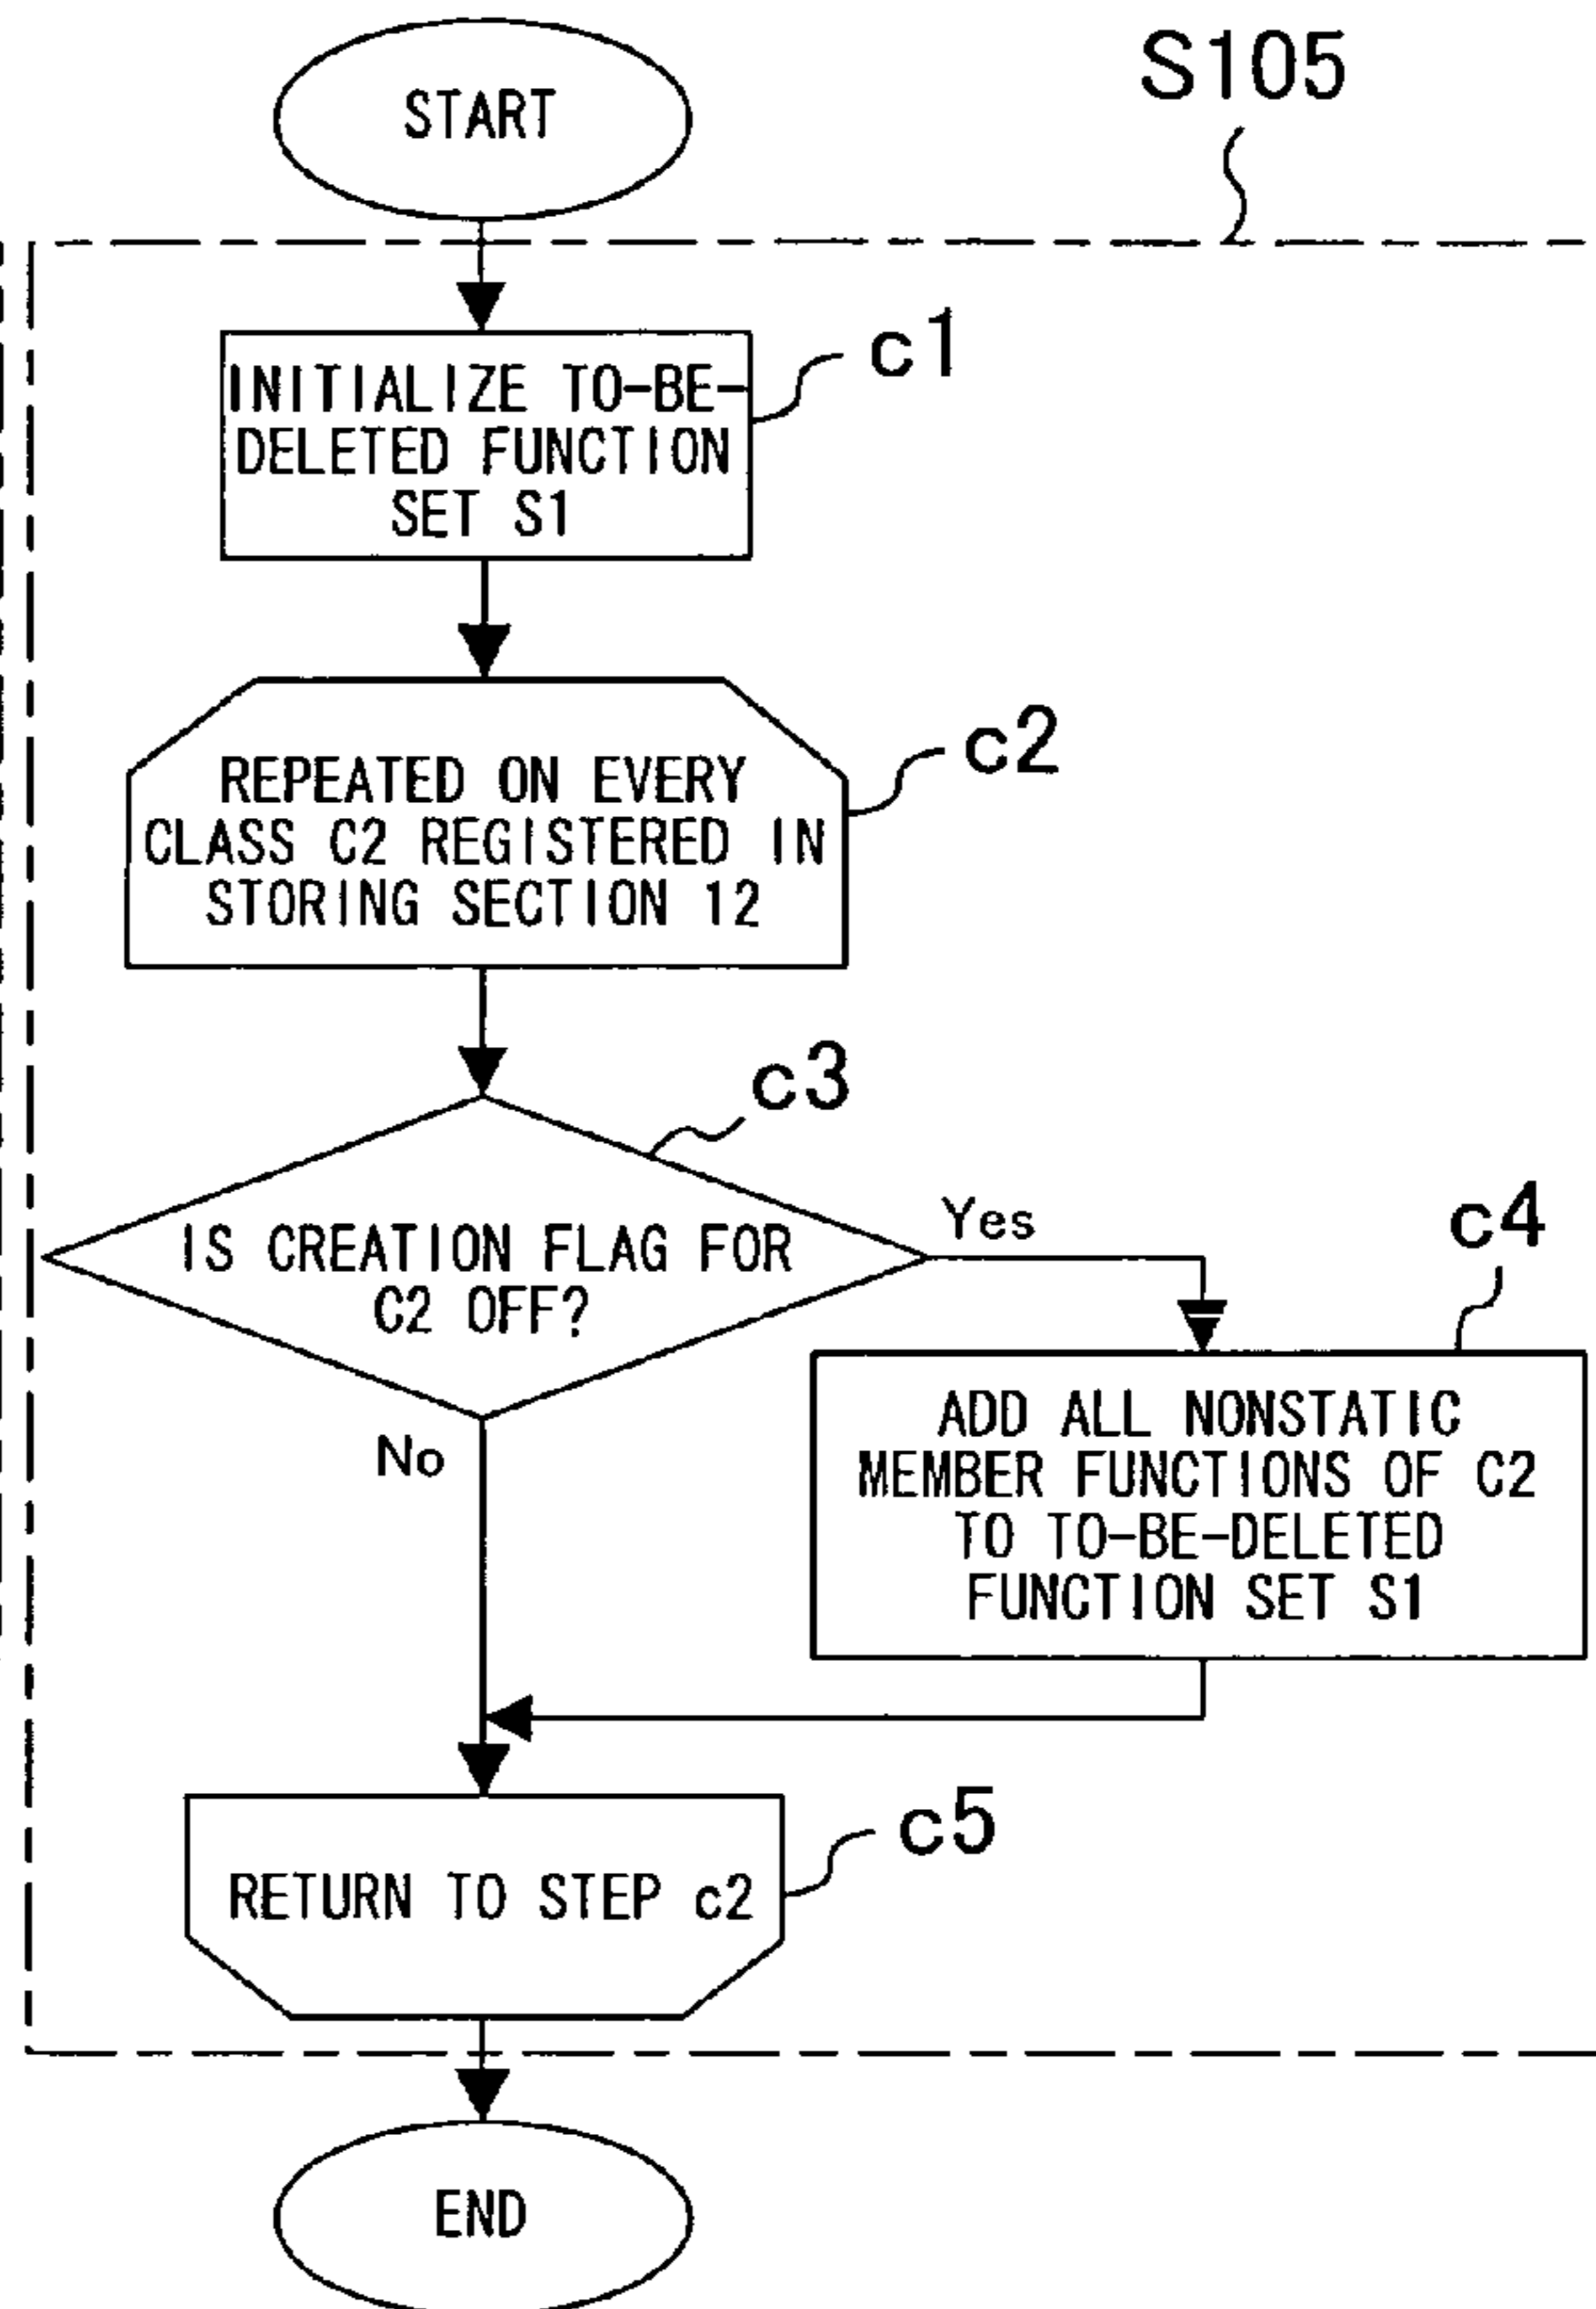 START
S105
c1
INITIALIZE TO-BE-
DELETED FUNCTION
SET S1
c2
REPEATED ON EVERY
CLASS C2 REGISTERED IN
STORING SECTION 12
c3
IS CREATION FLAG FOR
C2 OFF?
Yes
No
c4
ADD ALL NONSTATIC
MEMBER FUNCTIONS OF C2
TO TO-BE-DELETED
FUNCTION SET S1
c5
RETURN TO STEP c2
END